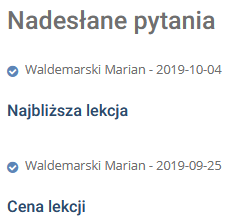 Nadesłane pytania
Waldemarski Marian - 2019-10-04
Najbliższa lekcja
Waldemarski Marian - 2019-09-25
Cena lekcji